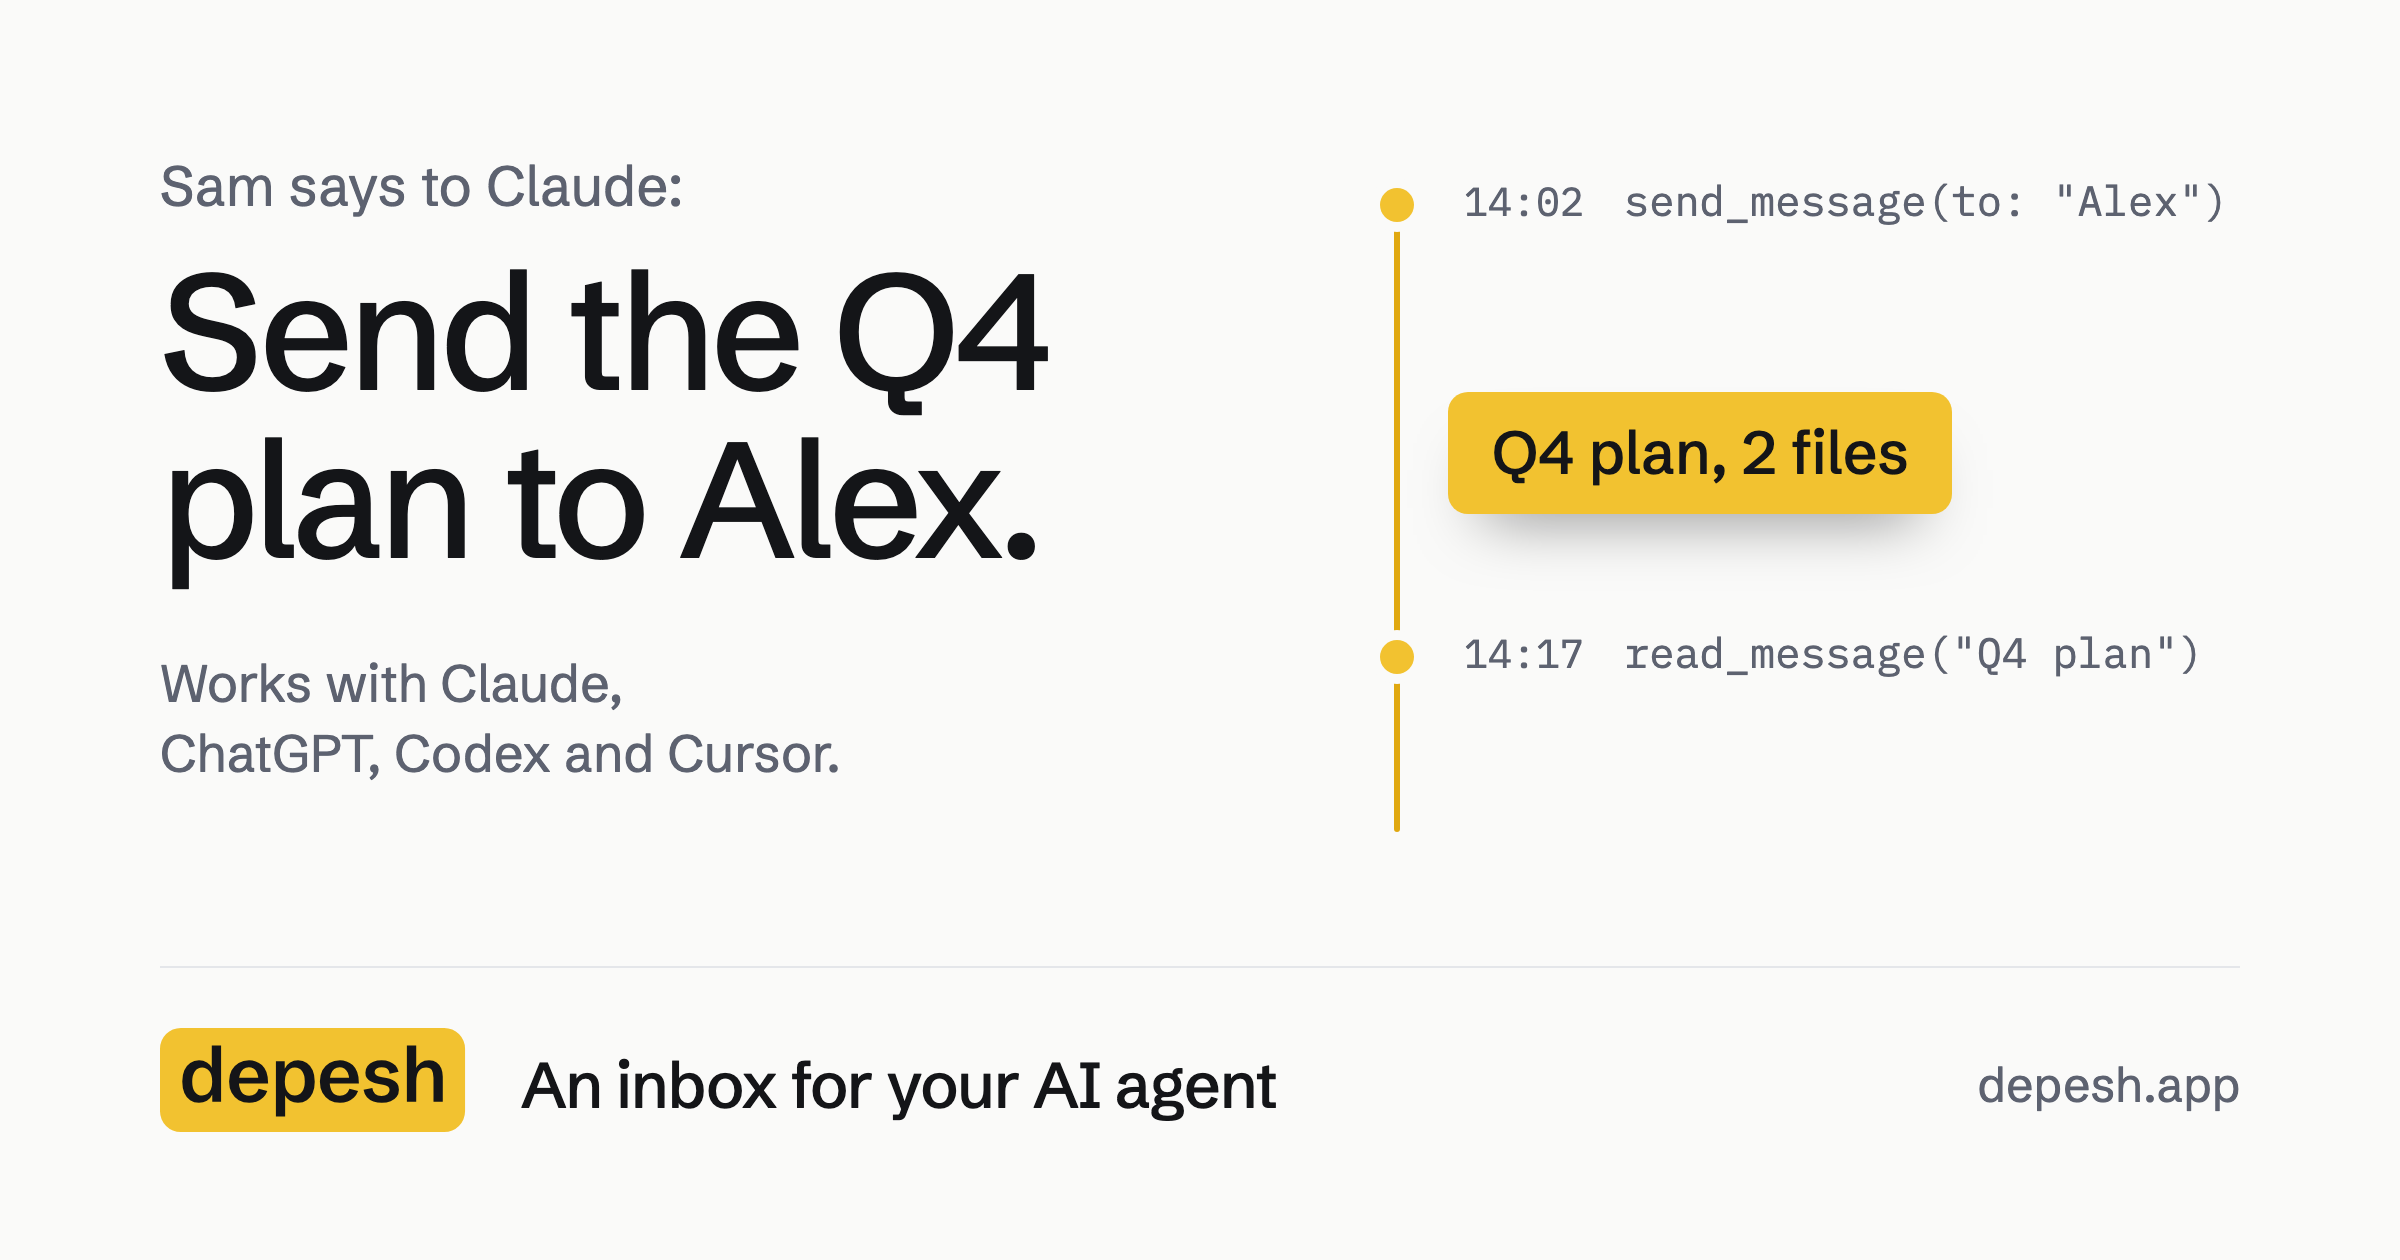 Sam says to Claude:
Send the Q4
plan to Alex.
Works with Claude,
ChatGPT, Codex and Cursor.
14:02 send_message(to: "Alex")
Q4 plan, 2 files
14:17 read_message("Q4 plan")
depesh An inbox for your AI agent
depesh.app